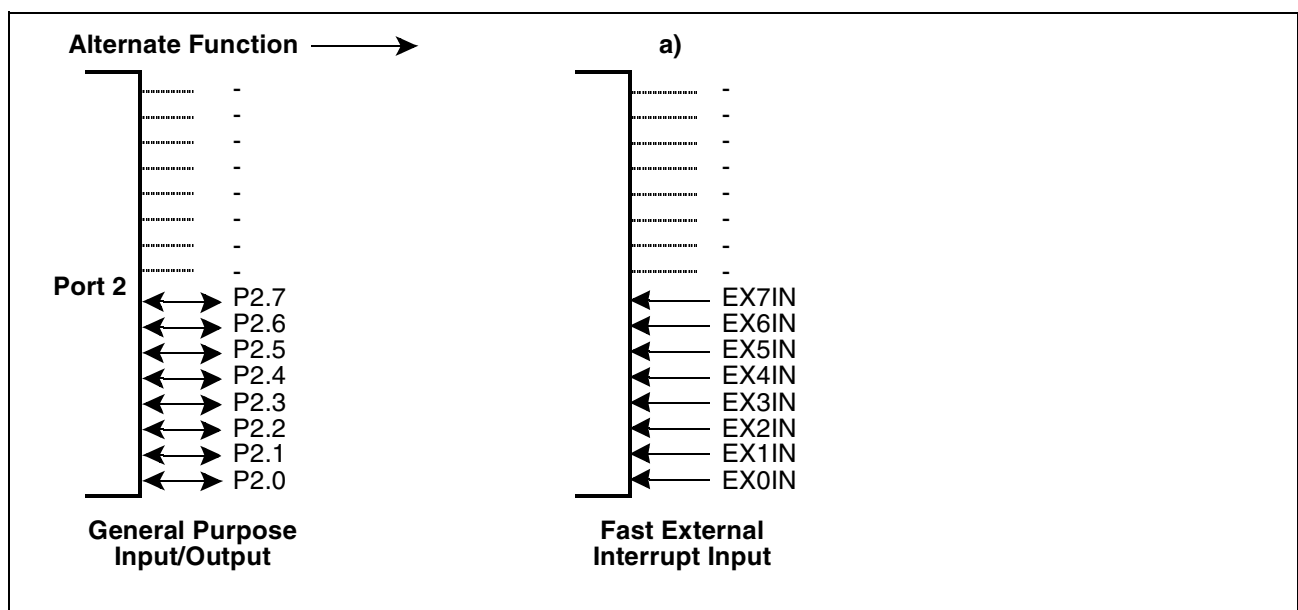 Alternate Function a)
- -
- -
- -
- -
- -
- -
- -
- -
Port 2
P2.7 EX7IN
P2.6 EX6IN
P2.5 EX5IN
P2.4 EX4IN
P2.3 EX3IN
P2.2 EX2IN
P2.1 EX1IN
P2.0 EX0IN
General Purpose
Input/Output
Fast External
Interrupt Input